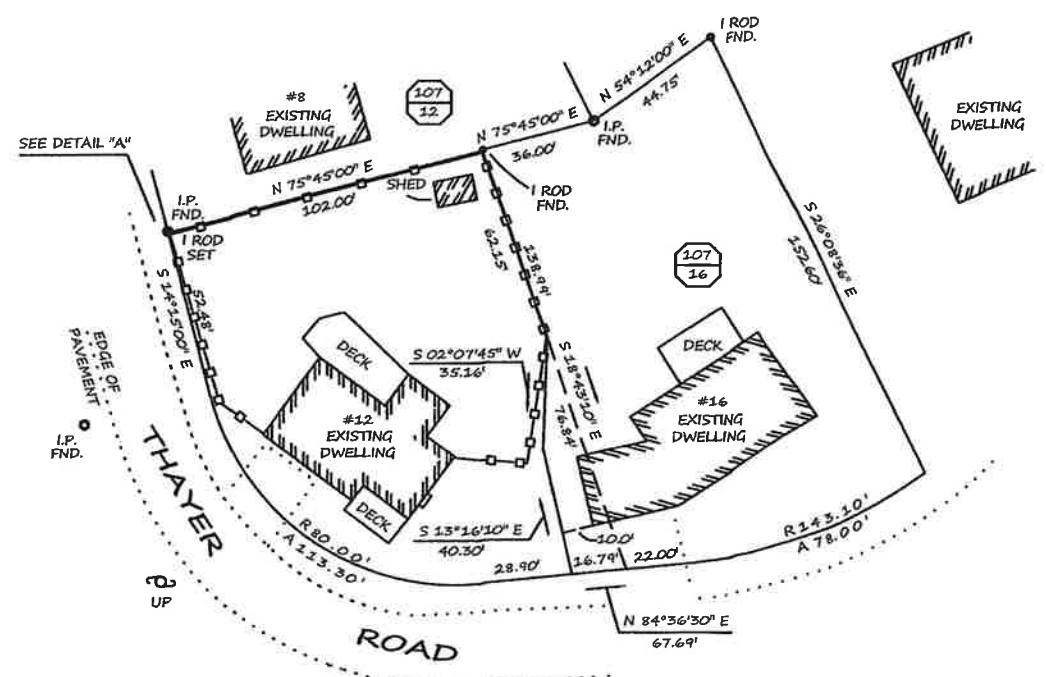 I ROD
FND.
N 54°12'00" E
44.75'
#8
EXISTING
DWELLING
107
12
N 75°45'00" E
36.00'
I.P.
FND.
EXISTING
DWELLING
SEE DETAIL "A"
N 75°45'00" E
102.00'
SHED
I ROD
FND.
I.P.
FND.
I ROD
SET
S 14°15'00" E
52.48'
62.15'
138.99'
107
16
S 26°08'36" E
152.60'
EDGE OF
PAVEMENT
I.P.
FND.
DECK
S 02°07'45" W
35.16'
S 18°43'10" E
76.84'
DECK
#12
EXISTING
DWELLING
#16
EXISTING
DWELLING
DECK
S 13°16'10" E
40.30'
10.0'
R 80.00'
A 113.30'
28.90'
16.79'
22.00'
R 143.10'
A 78.00'
THAYER
ROAD
UP
N 84°36'30" E
67.69'